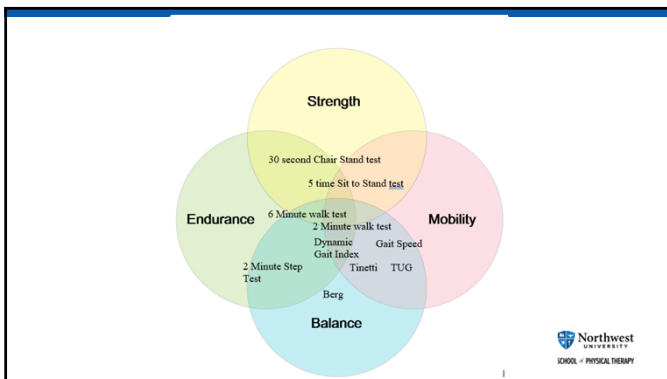 Strength
30 second Chair Stand test
5 time Sit to Stand test
Endurance
6 Minute walk test
Mobility
2 Minute walk test
Dynamic
Gait Index
Gait Speed
2 Minute Step
Test
Tinetti
TUG
Berg
Balance
Northwest
UNIVERSITY
SCHOOL of PHYSICAL THERAPY